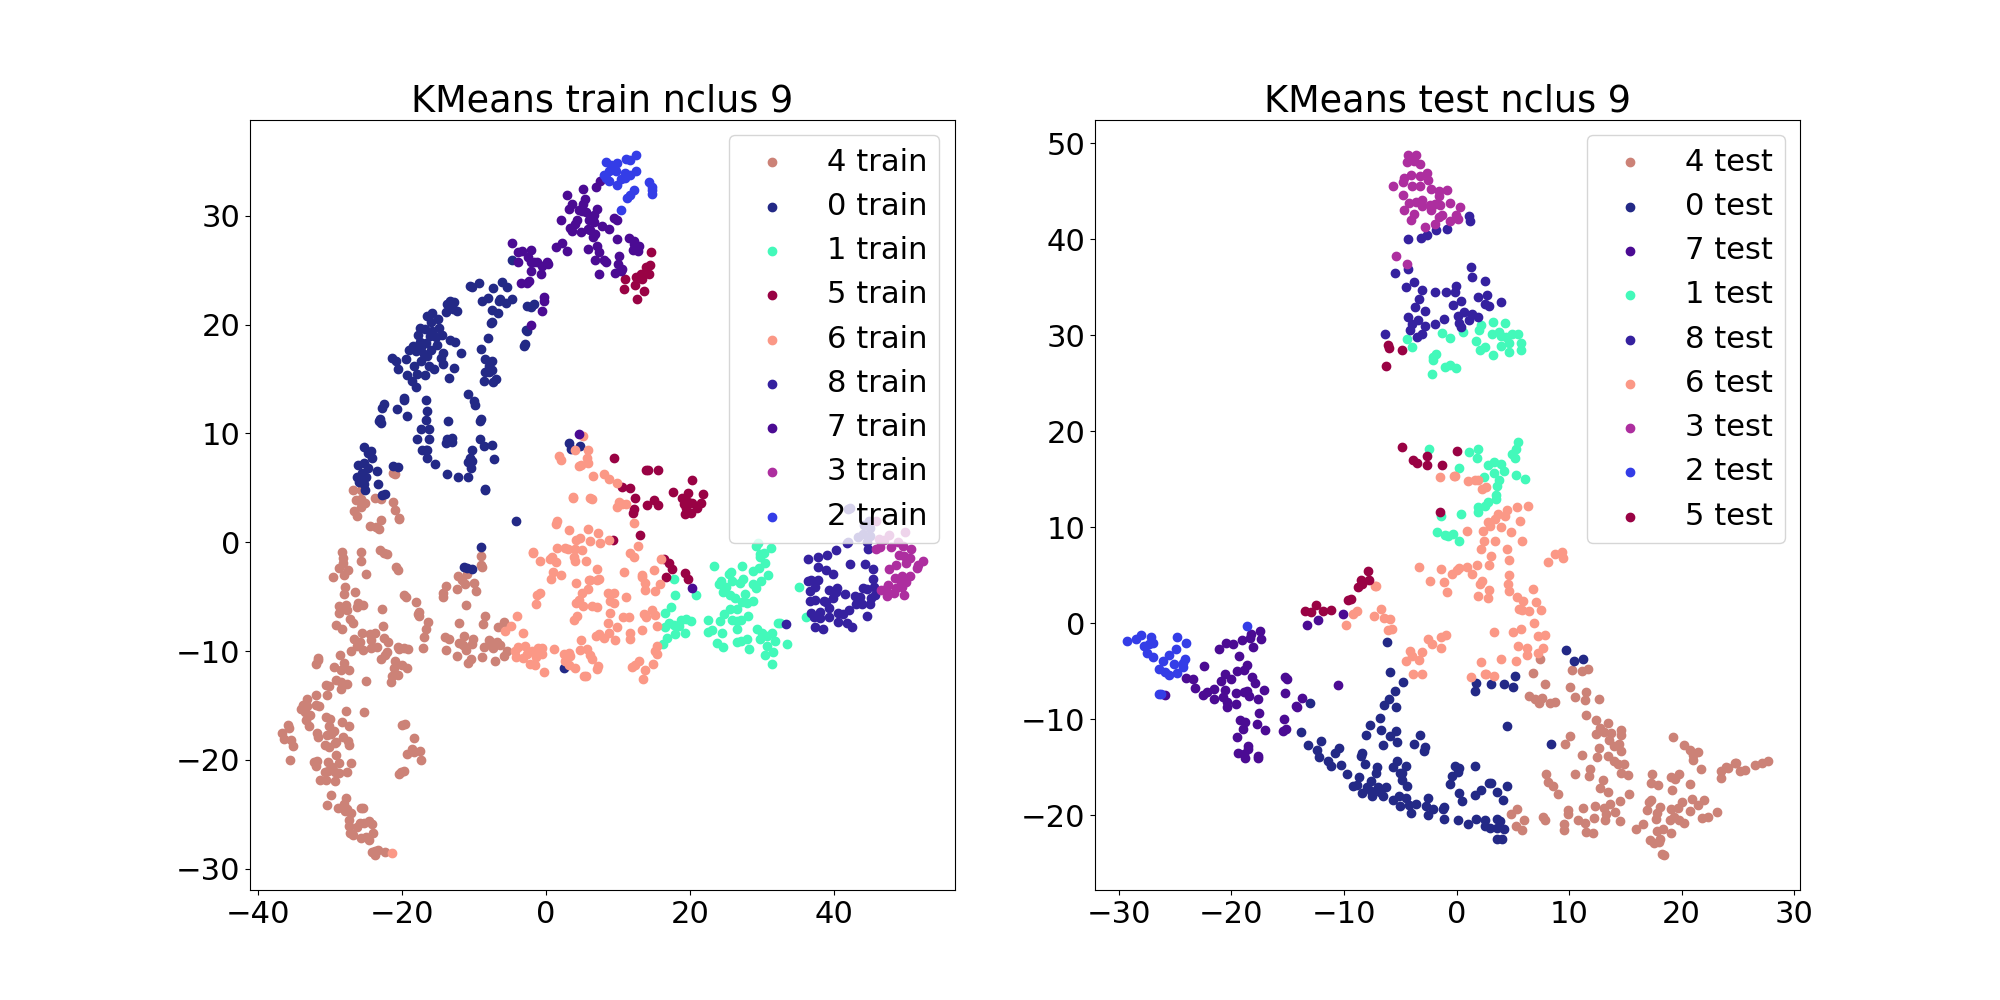 KMeans train nclus 9
30
20
10
0
−10
−20
−30
−40
−20
0
20
40
4 train
0 train
1 train
5 train
6 train
8 train
7 train
3 train
2 train
KMeans test nclus 9
50
40
30
20
10
0
−10
−20
−30
−20
−10
0
10
20
30
4 test
0 test
7 test
1 test
8 test
6 test
3 test
2 test
5 test